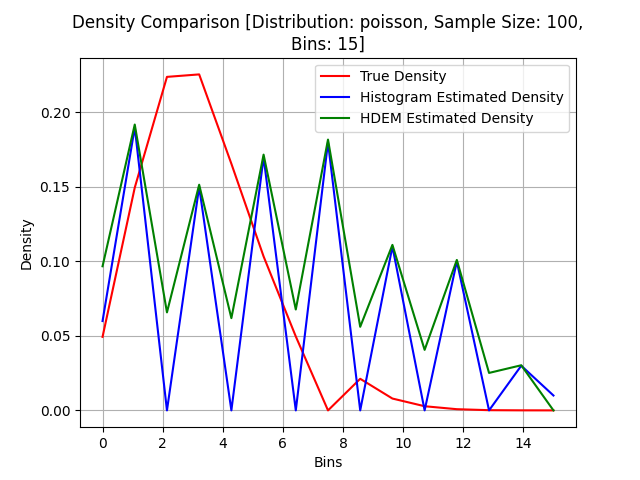 Density Comparison [Distribution: poisson, Sample Size: 100,
Bins: 15]
True Density
Histogram Estimated Density
HDEM Estimated Density
Density
0.20
0.15
0.10
0.05
0.00
0 2 4 6 8 10 12 14
Bins